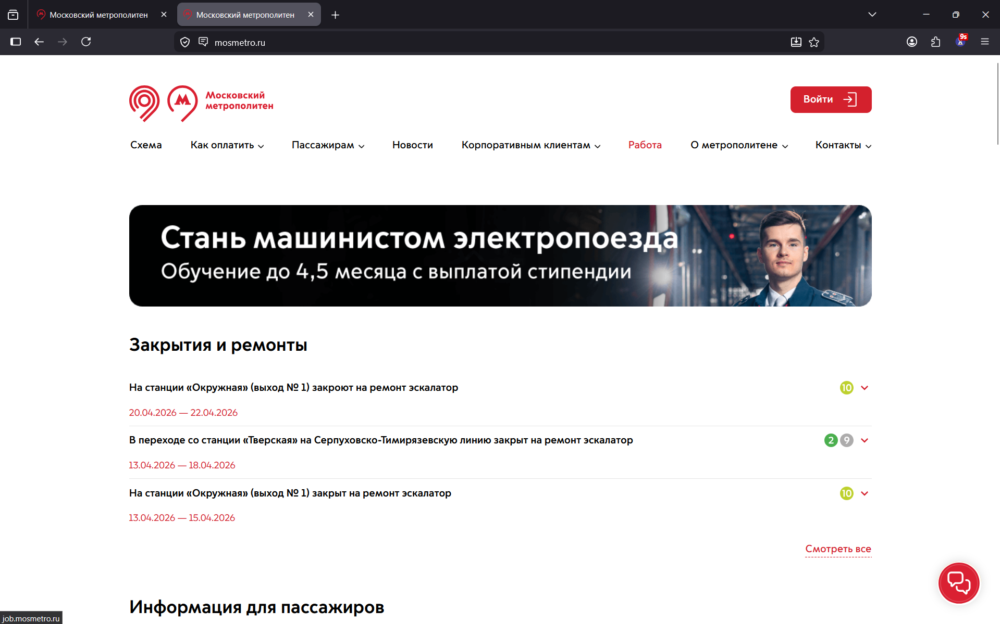 Московский метрополитен
Московский метрополитен
mosmetro.ru
9s
Московский
метрополитен
Войти
Схема
Как оплатить
Пассажирам
Новости
Корпоративным клиентам
Работа
О метрополитене
Контакты
Стань машинистом электропоезда
Обучение до 4,5 месяца с выплатой стипендии
Закрытия и ремонты
На станции «Окружная» (выход № 1) закроют на ремонт эскалатор
10
20.04.2026 — 22.04.2026
В переходе со станции «Тверская» на Серпуховско-Тимирязевскую линию закрыт на ремонт эскалатор
2 9
13.04.2026 — 18.04.2026
На станции «Окружная» (выход № 1) закрыт на ремонт эскалатор
10
13.04.2026 — 15.04.2026
Смотреть все
Информация для пассажиров
job.mosmetro.ru